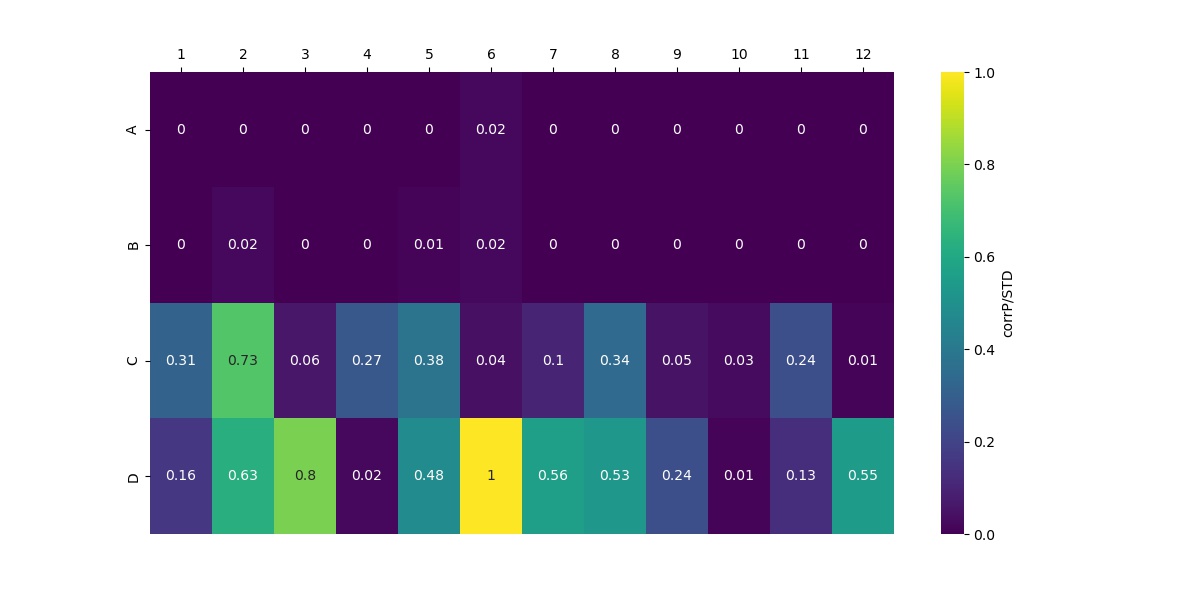 1 2 3 4 5 6 7 8 9 10 11 12
A 0 0 0 0 0 0.02 0 0 0 0 0 0
B 0 0.02 0 0 0.01 0.02 0 0 0 0 0 0
C 0.31 0.73 0.06 0.27 0.38 0.04 0.1 0.34 0.05 0.03 0.24 0.01
D 0.16 0.63 0.8 0.02 0.48 1 0.56 0.53 0.24 0.01 0.13 0.55
1.0
0.8
0.6
0.4
0.2
0.0
corrP/STD